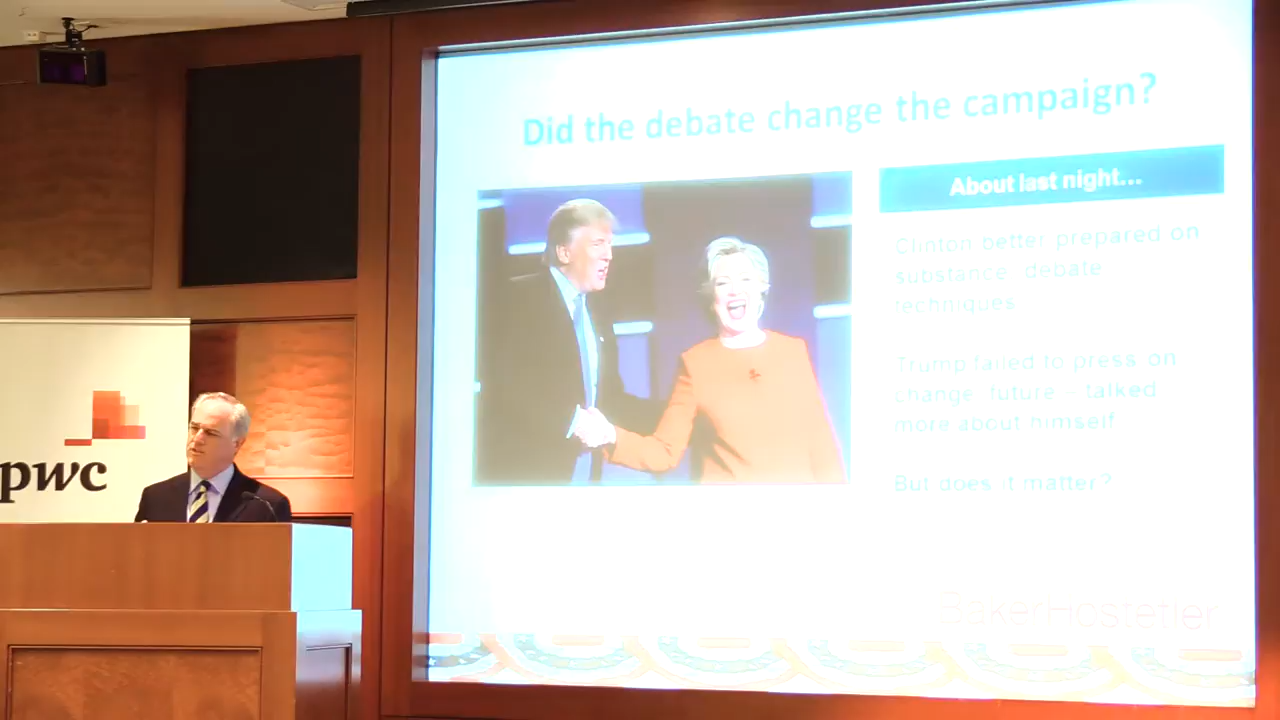 Did the debate change the campaign?
About last night...
Clinton better prepared on
substance, debate
techniques
Trump failed to press on
change, future – talked
more about himself
But does it matter?
BakerHostetler
pwc